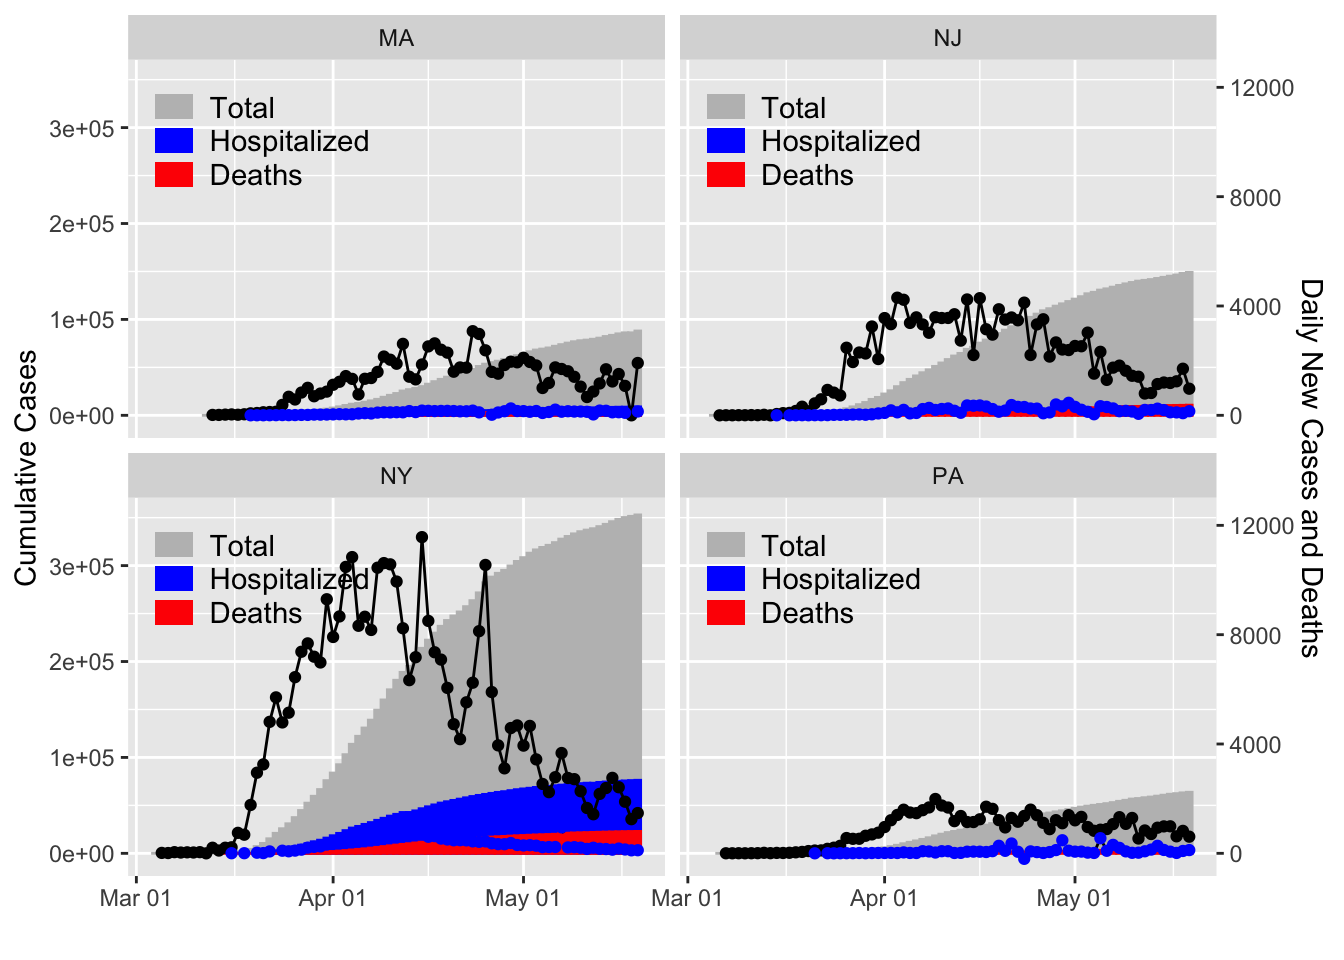 MA
NJ
Total
Hospitalized
Deaths
Total
Hospitalized
Deaths
3e+05
2e+05
1e+05
0e+00
12000
8000
4000
0
NY
PA
Total
Hospitalized
Deaths
Total
Hospitalized
Deaths
3e+05
2e+05
1e+05
0e+00
12000
8000
4000
0
Mar 01
Apr 01
May 01
Mar 01
Apr 01
May 01
Cumulative Cases
Daily New Cases and Deaths